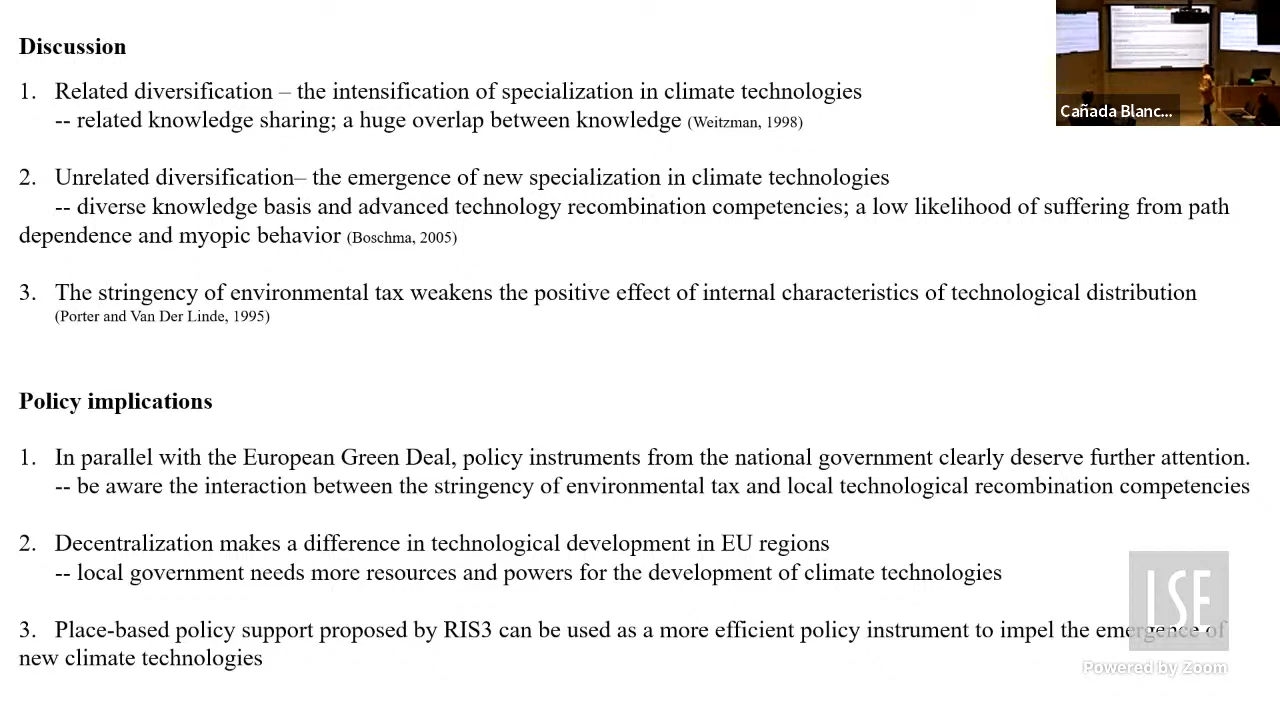 Discussion
1. Related diversification – the intensification of specialization in climate technologies
-- related knowledge sharing; a huge overlap between knowledge (Weitzman, 1998)
2. Unrelated diversification– the emergence of new specialization in climate technologies
-- diverse knowledge basis and advanced technology recombination competencies; a low likelihood of suffering from path
dependence and myopic behavior (Boschma, 2005)
3. The stringency of environmental tax weakens the positive effect of internal characteristics of technological distribution
(Porter and Van Der Linde, 1995)
Policy implications
1. In parallel with the European Green Deal, policy instruments from the national government clearly deserve further attention.
-- be aware the interaction between the stringency of environmental tax and local technological recombination competencies
2. Decentralization makes a difference in technological development in EU regions
-- local government needs more resources and powers for the development of climate technologies
3. Place-based policy support proposed by RIS3 can be used as a more efficient policy instrument to impel the emergence of
new climate technologies
Cañada Blanc...
LSE
Powered by Zoom